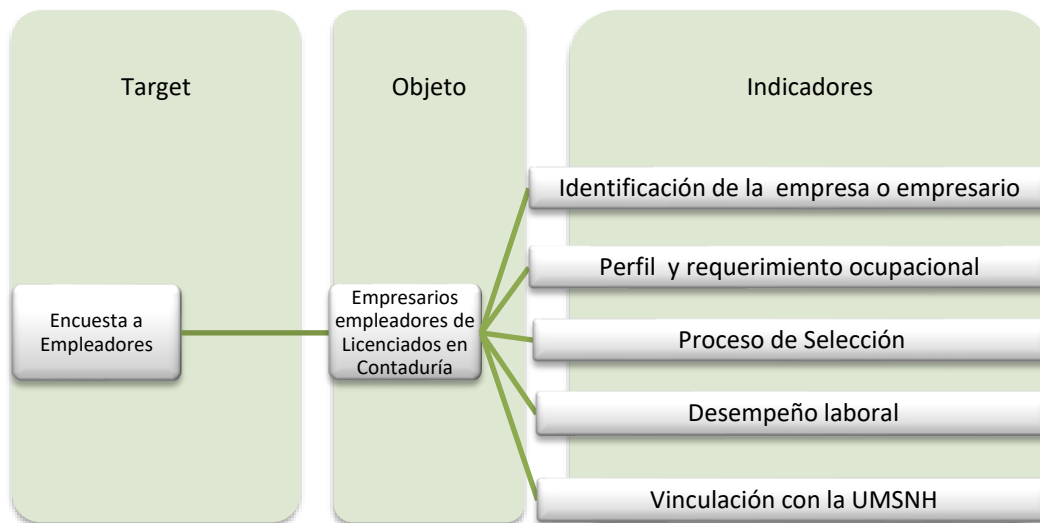 Target
Objeto
Indicadores
Encuesta a
Empleadores
Empresarios
empleadores de
Licenciados en
Contaduría
Identificación de la  empresa o empresario
Perfil  y requerimiento ocupacional
Proceso de Selección
Desempeño laboral
Vinculación con la UMSNH